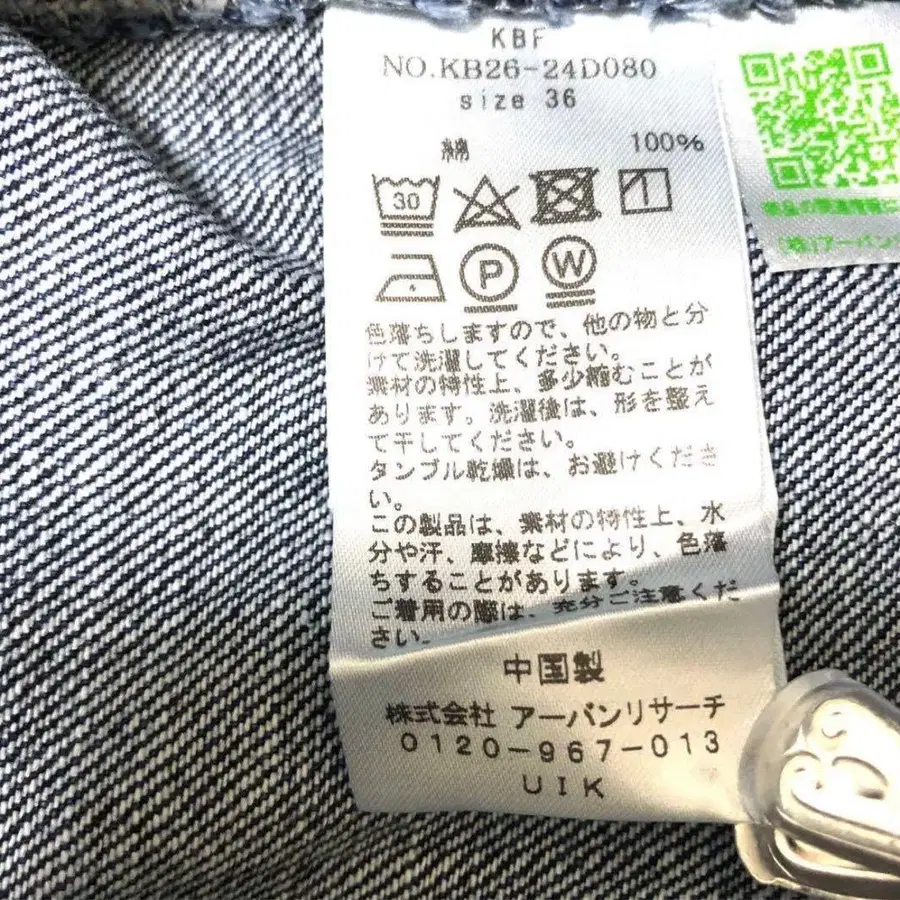 KBF
NO.KB26-24D080
size 36
綿 100%
30
P
W
色落ちしますので、他の物と分
けて洗濯してください。
素材の特性上、多少縮むことが
あります。洗濯後は、形を整え
て干してください。
タンブル乾燥は、お避けくださ
い。
この製品は、素材の特性上、水
分や汗、摩擦などにより、色落
ちすることがあります。
ご着用の際は、充分ご注意くだ
さい。
中国製
株式会社 アーバンリサーチ
0120-967-013
UIK
(株)アーバン